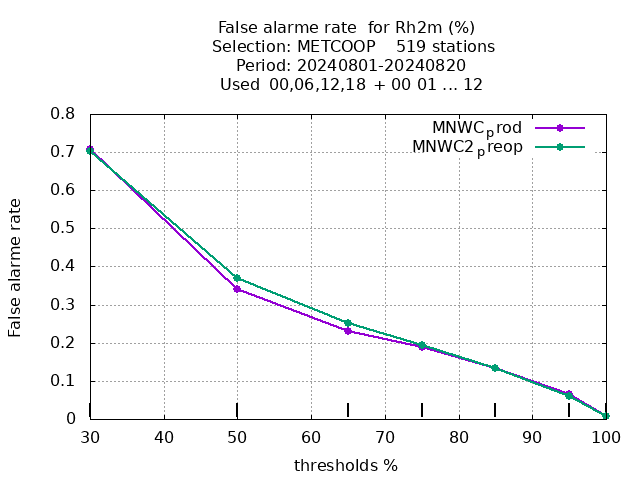 False alarme rate  for Rh2m (%)
Selection: METCOOP    519 stations
Period: 20240801-20240820
Used 00,06,12,18 + 00 01 ... 12
MNWCprod
MNWC2preop
0.8
0.7
0.6
0.5
0.4
0.3
0.2
0.1
0
False alarme rate
30 40 50 60 70 80 90 100
thresholds %